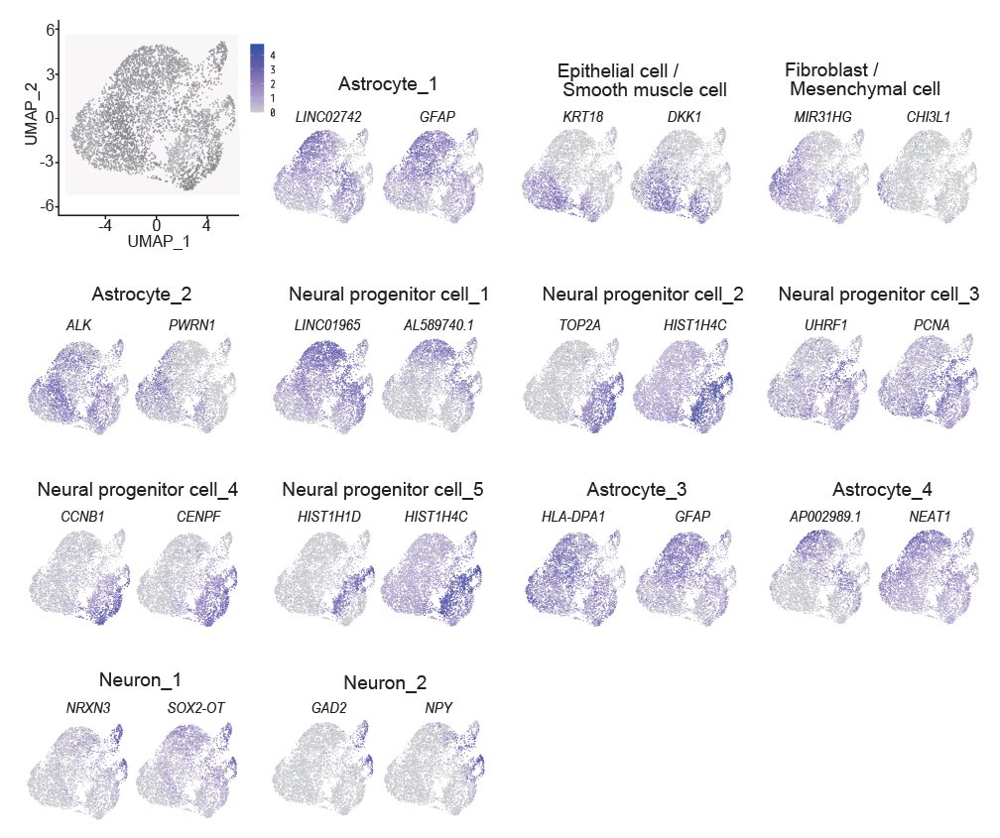 6
3
0
-3
-6
UMAP_2
-4 0 4
UMAP_1
4
3
2
1
0
Astrocyte_1
LINC02742 GFAP
Epithelial cell /
Smooth muscle cell
KRT18 DKK1
Fibroblast /
Mesenchymal cell
MIR31HG CHI3L1
Astrocyte_2
ALK PWRN1
Neural progenitor cell_1
LINC01965 AL589740.1
Neural progenitor cell_2
TOP2A HIST1H4C
Neural progenitor cell_3
UHRF1 PCNA
Neural progenitor cell_4
CCNB1 CENPF
Neural progenitor cell_5
HIST1H1D HIST1H4C
Astrocyte_3
HLA-DPA1 GFAP
Astrocyte_4
AP002989.1 NEAT1
Neuron_1
NRXN3 SOX2-OT
Neuron_2
GAD2 NPY